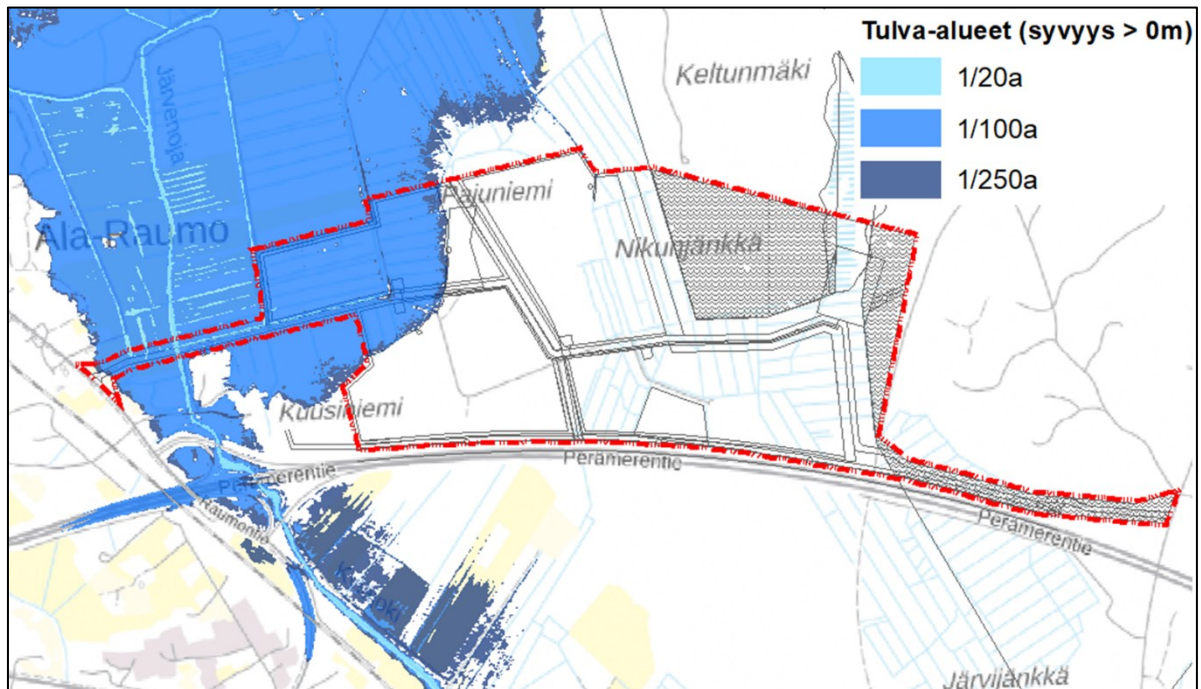 Tulva-alueet (syvyys > 0m)
1/20a
1/100a
1/250a
Keltunmäki
Järvenoja
Pajuniemi
Ala-Raumo
Nikunjänkkä
Kuusiniemi
Perämerentie
Perämerentie
Raumontie
Perämerentie
Järvijänkkä